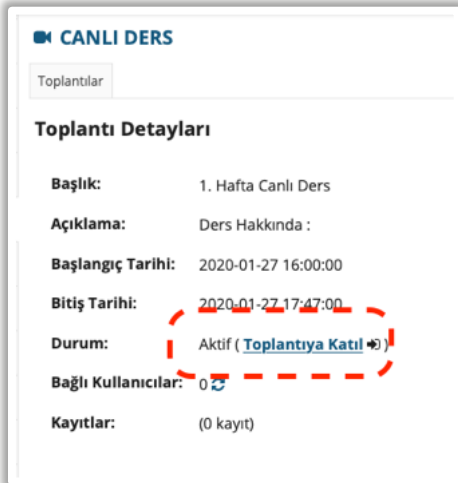 CANLI DERS
Toplantılar
Toplantı Detayları
Başlık: 1. Hafta Canlı Ders
Açıklama: Ders Hakkında :
Başlangıç Tarihi: 2020-01-27 16:00:00
Bitiş Tarihi: 2020-01-27 17:47:00
Durum: Aktif ( Toplantıya Katıl )
Bağlı Kullanıcılar: 0
Kayıtlar: (0 kayıt)